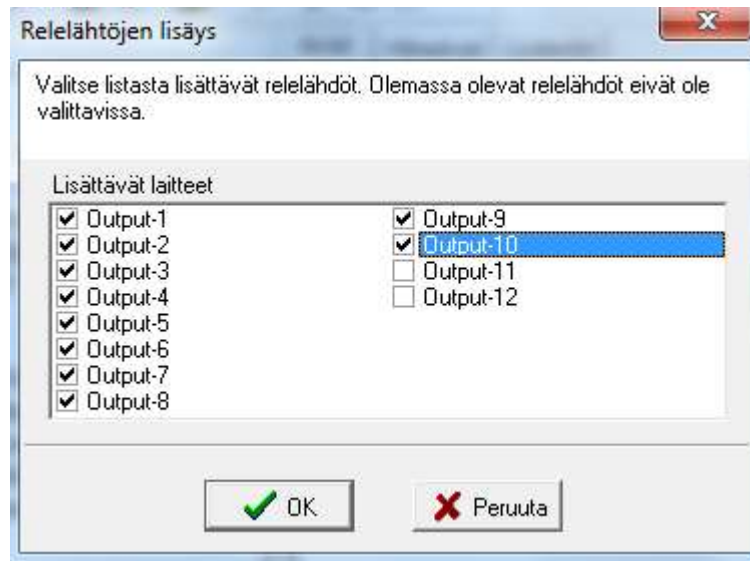 Relelähtöjen lisäys
Valitse listasta lisättävät relelähdöt. Olemassa olevat relelähdöt eivät ole
valittavissa.
Lisättävät laitteet
Output-1
Output-2
Output-3
Output-4
Output-5
Output-6
Output-7
Output-8
Output-9
Output-10
Output-11
Output-12
OK
Peruuta